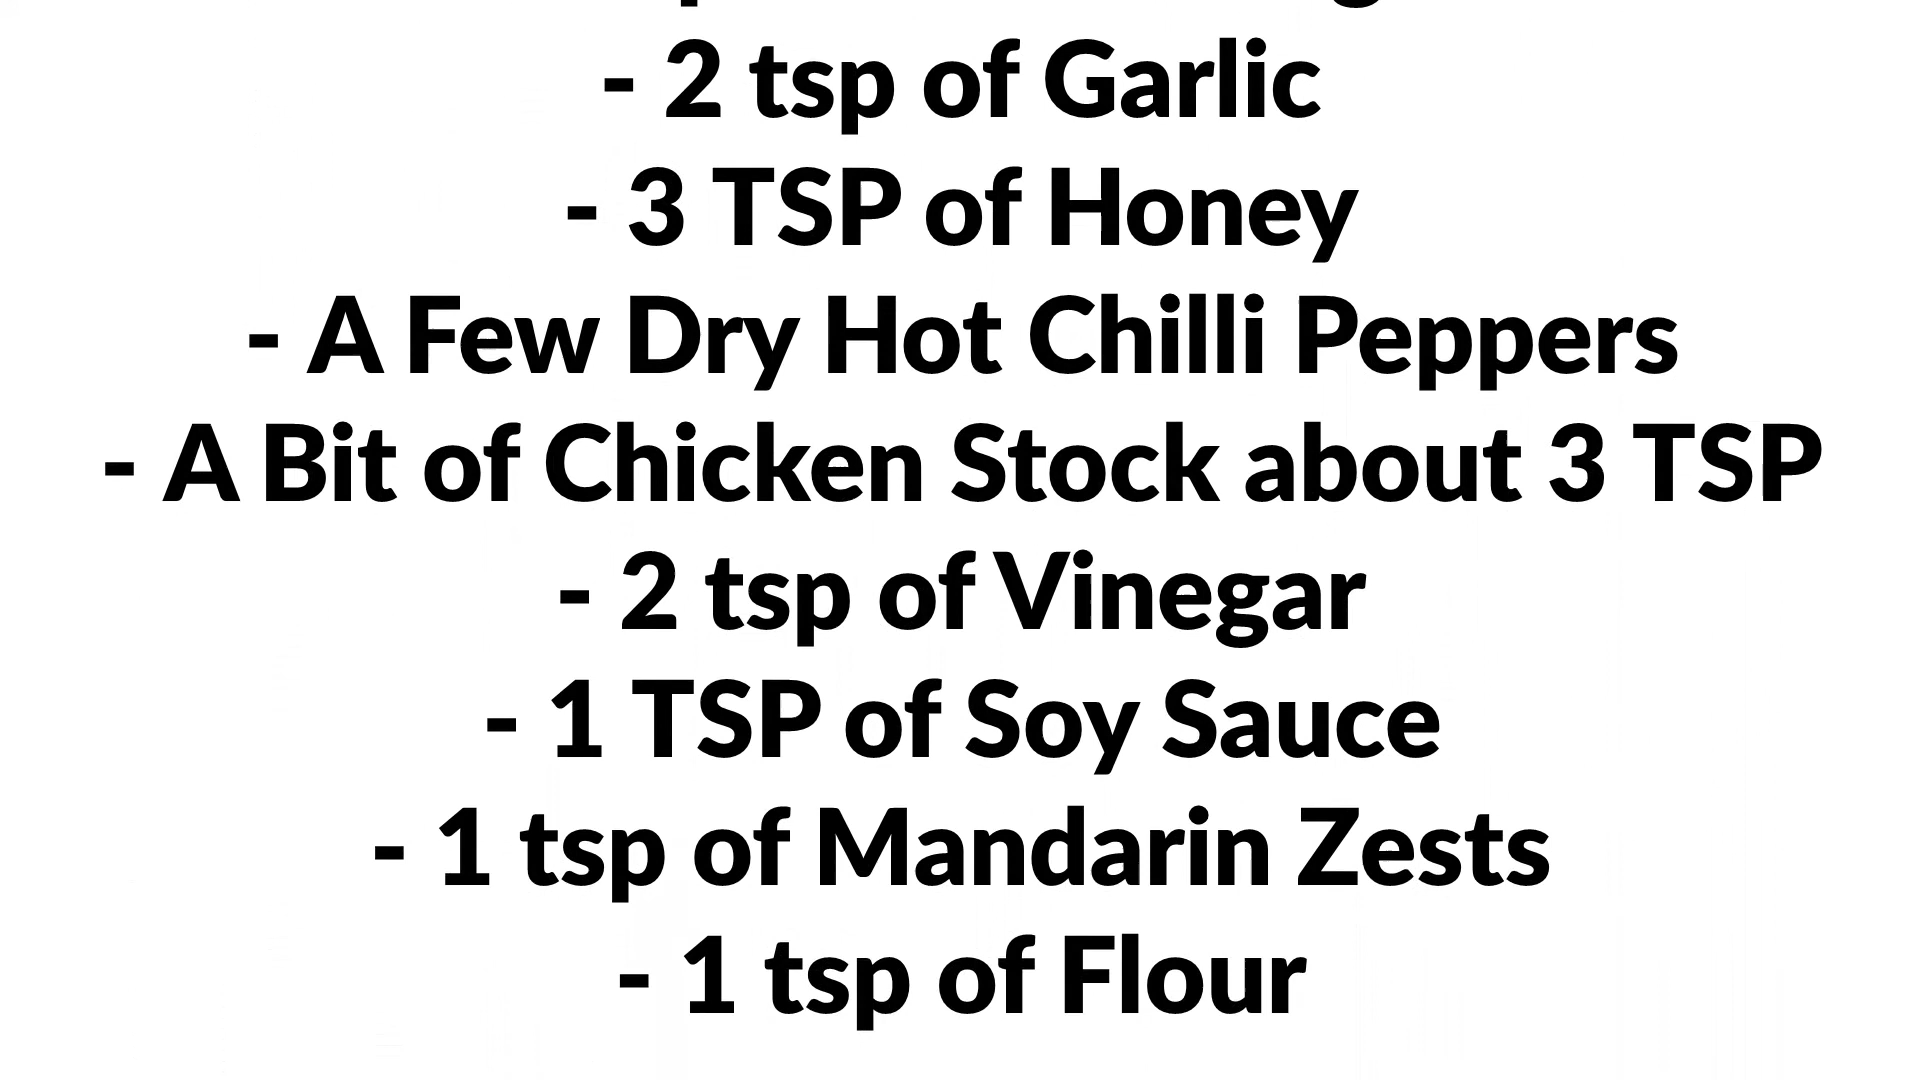 - 2 tsp of Garlic
- 3 TSP of Honey
- A Few Dry Hot Chilli Peppers
- A Bit of Chicken Stock about 3 TSP
- 2 tsp of Vinegar
- 1 TSP of Soy Sauce
- 1 tsp of Mandarin Zests
- 1 tsp of Flour